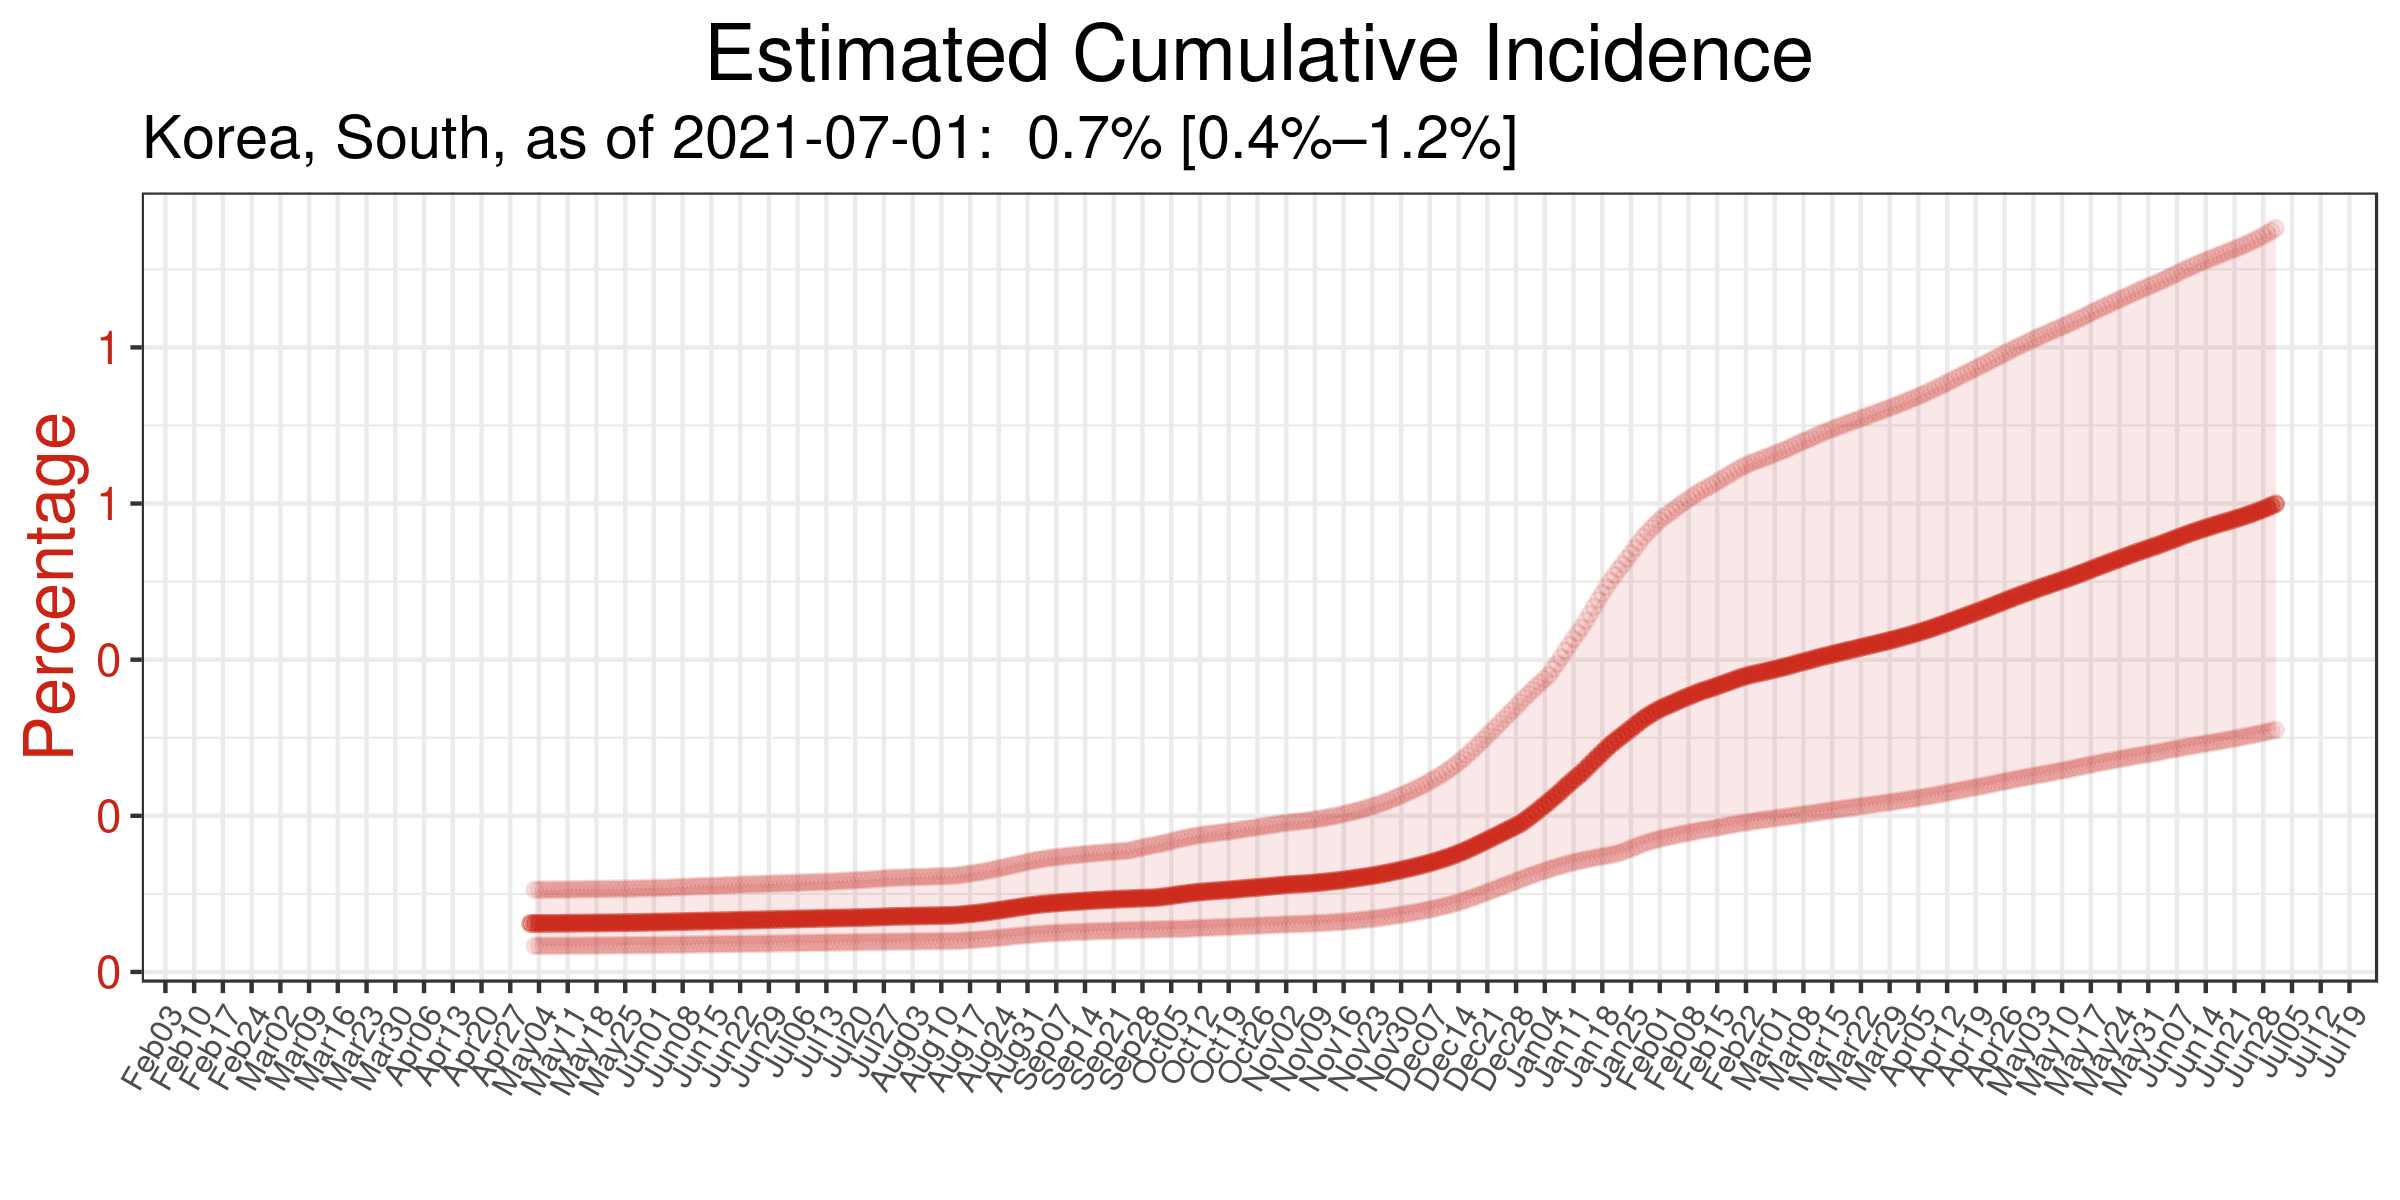 Estimated Cumulative Incidence
Korea, South, as of 2021-07-01:  0.7% [0.4%–1.2%]
Percentage
1
1
0
0
0
Feb03
Feb10
Feb17
Feb24
Mar02
Mar09
Mar16
Mar23
Mar30
Apr06
Apr13
Apr20
Apr27
May04
May11
May18
May25
Jun01
Jun08
Jun15
Jun22
Jun29
Jul06
Jul13
Jul20
Jul27
Aug03
Aug10
Aug17
Aug24
Aug31
Sep07
Sep14
Sep21
Sep28
Oct05
Oct12
Oct19
Oct26
Nov02
Nov09
Nov16
Nov23
Nov30
Dec07
Dec14
Dec21
Dec28
Jan04
Jan11
Jan18
Jan25
Feb01
Feb08
Feb15
Feb22
Mar01
Mar08
Mar15
Mar22
Mar29
Apr05
Apr12
Apr19
Apr26
May03
May10
May17
May24
May31
Jun07
Jun14
Jun21
Jun28
Jul05
Jul12
Jul19